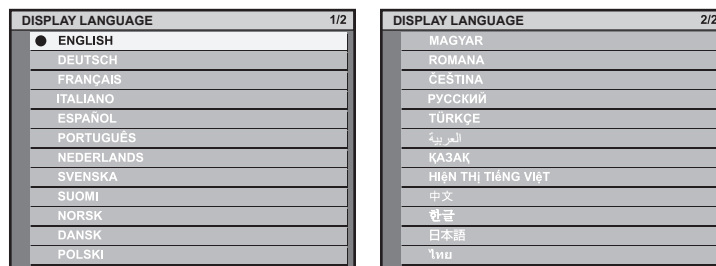 DISPLAY LANGUAGE 1/2
ENGLISH
DEUTSCH
FRANÇAIS
ITALIANO
ESPAÑOL
PORTUGUÊS
NEDERLANDS
SVENSKA
SUOMI
NORSK
DANSK
POLSKI
DISPLAY LANGUAGE 2/2
MAGYAR
ROMANA
ČEŠTINA
РУССКИЙ
TÜRKÇE
العربية
ҚАЗАҚ
HIệN THị TIếNG VIệT
中文
한글
日本語
ไทย